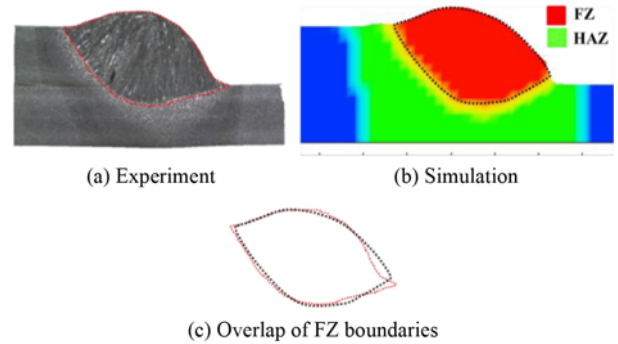 FZ
HAZ
(a) Experiment
(b) Simulation
(c) Overlap of FZ boundaries